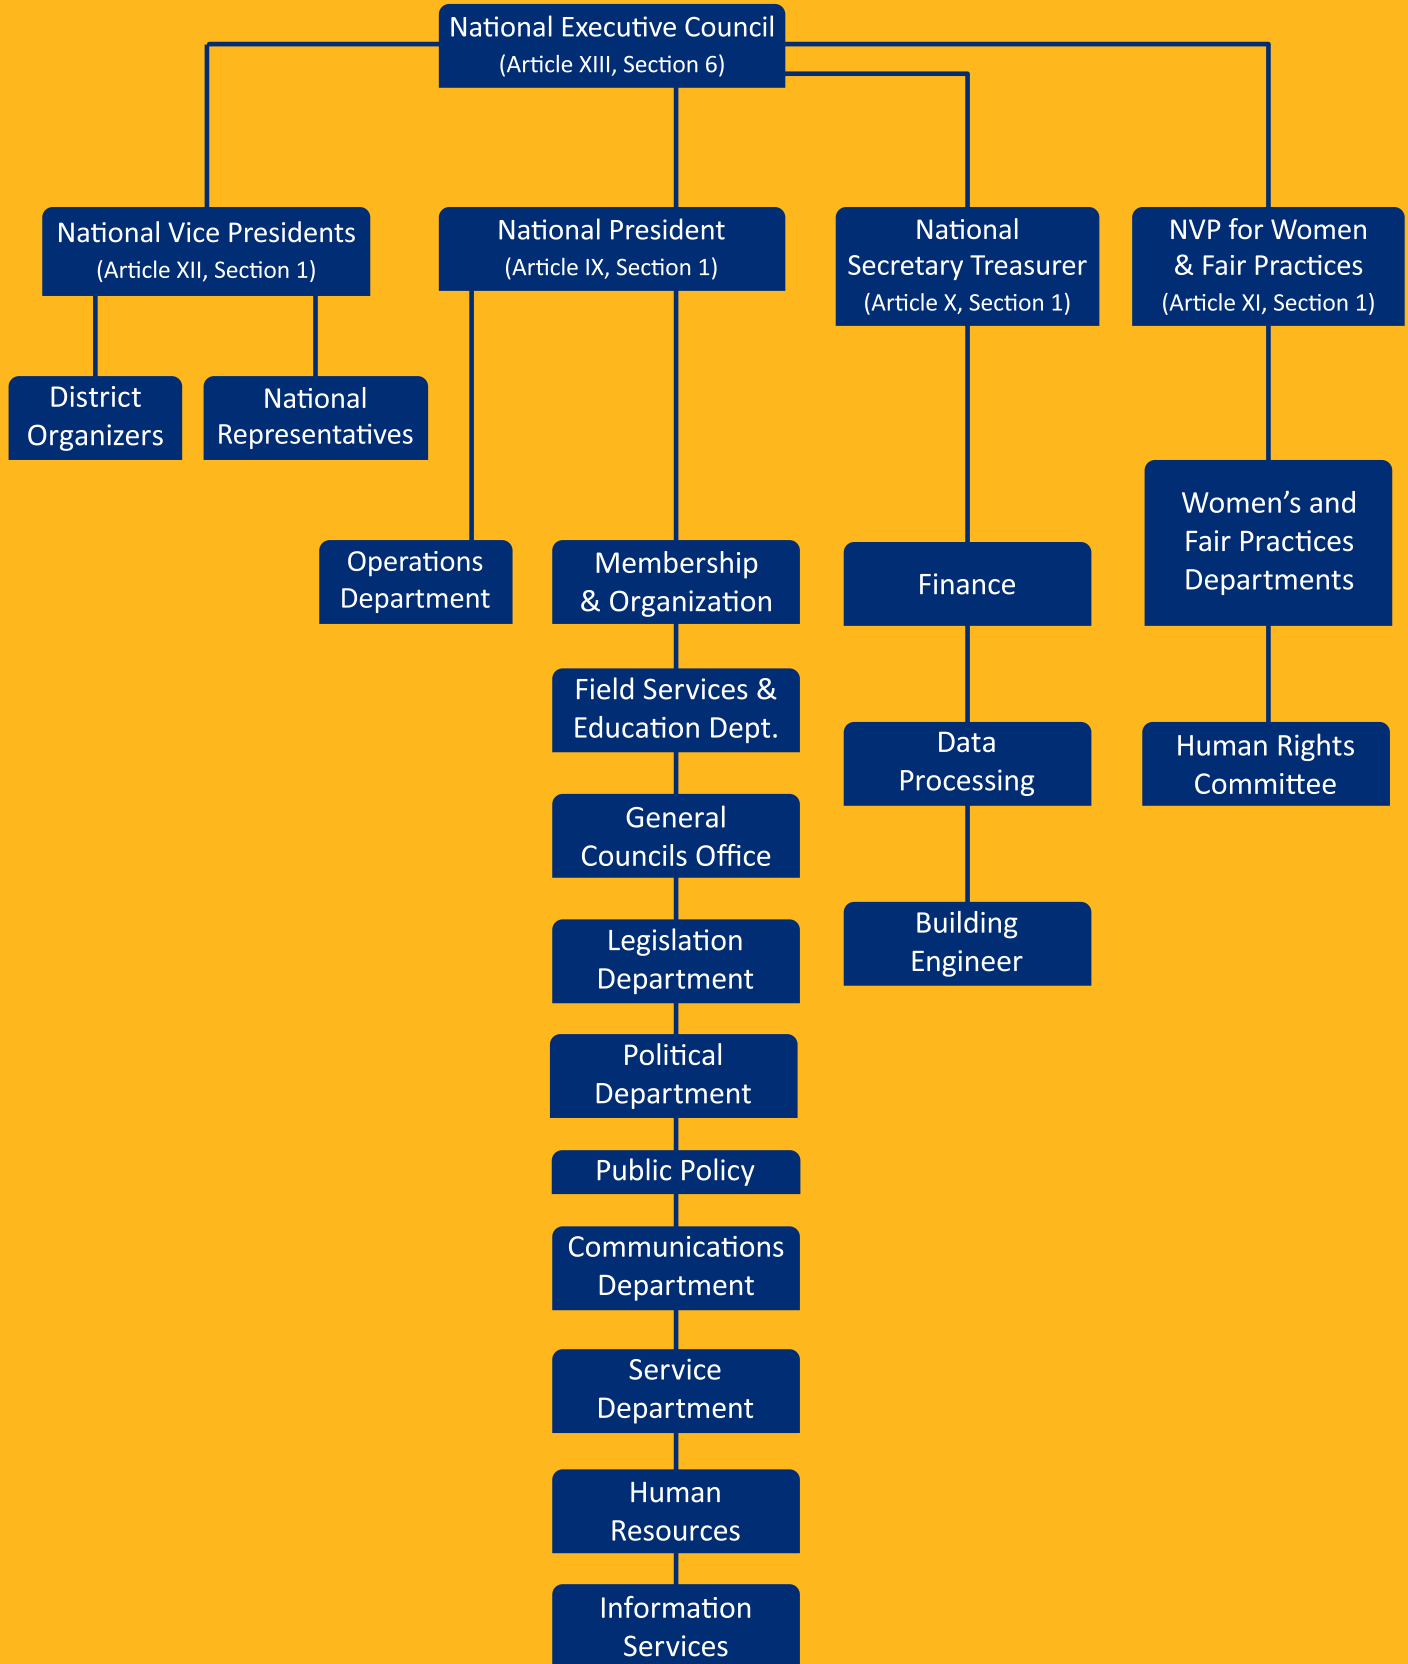 National Executive Council
(Article XIII, Section 6)
National Vice Presidents
(Article XII, Section 1)
National President
(Article IX, Section 1)
National
Secretary Treasurer
(Article X, Section 1)
NVP for Women
& Fair Practices
(Article XI, Section 1)
District
Organizers
National
Representatives
Operations
Department
Membership
& Organization
Finance
Women’s and
Fair Practices
Departments
Field Services &
Education Dept.
Data
Processing
Human Rights
Committee
General
Councils Office
Building
Engineer
Legislation
Department
Political
Department
Public Policy
Communications
Department
Service
Department
Human
Resources
Information
Services